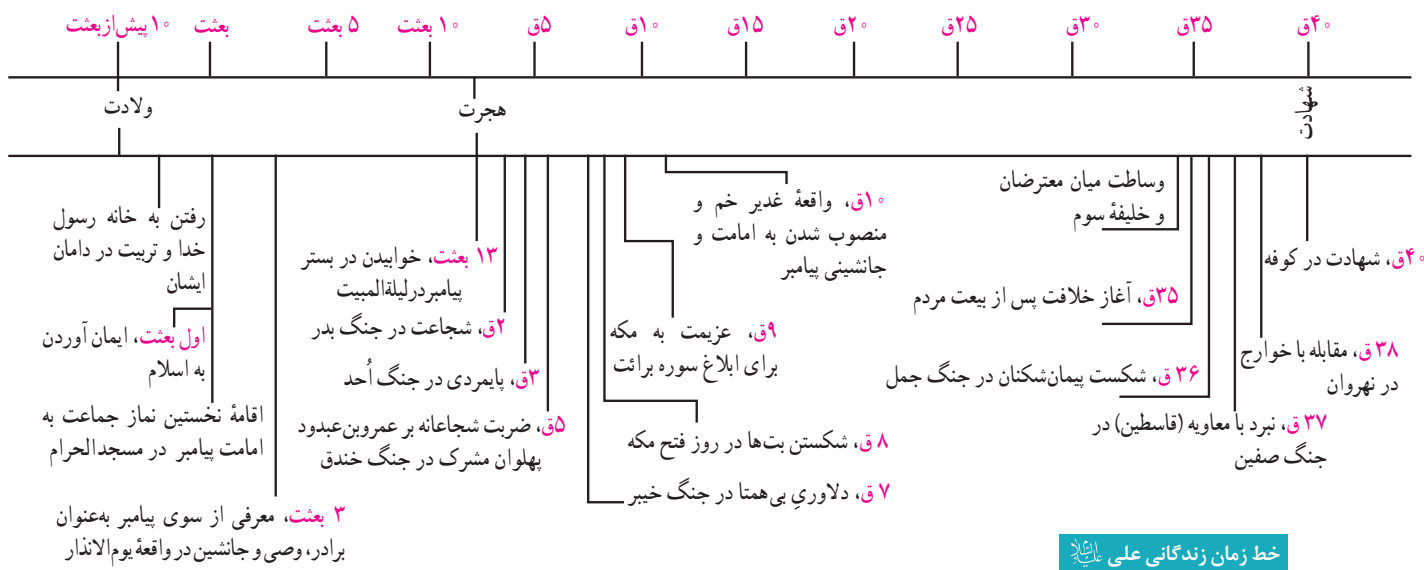 ۱۰ پیش‌از‌بعثت
بعثت
۵ بعثت
۱۰ بعثت
۵ق
۱۰ق
۱۵ق
۲۰ق
۲۵ق
۳۰ق
۳۵ق
۴۰ق
ولادت
هجرت
شهادت
رفتن به خانه رسول
خدا و تربیت در دامان
ایشان
اول بعثت، ایمان آوردن
به اسلام
اقامهٔ نخستین نماز جماعت به
امامت پیامبر در مسجدالحرام
۳ بعثت، معرفی از سوی پیامبر به‌عنوان
برادر، وصی و جانشین در واقعهٔ یوم‌الانذار
۱۳ بعثت، خوابیدن در بستر
پیامبردرلیلةالمبیت
۲ق، شجاعت در جنگ بدر
۳ق، پایمردی در جنگ اُحد
۵ق، ضربت شجاعانه بر عمروبن‌عبدود
پهلوان مشرک در جنگ خندق
۷ ق، دلاوریِ بی‌همتا در جنگ خیبر
۸ ق، شکستن بت‌ها در روز فتح مکه
۹ق، عزیمت به مکه
برای ابلاغ سوره برائت
۱۰ق، واقعهٔ غدیر خم و
منصوب شدن به امامت و
جانشینی پیامبر
وساطت میان معترضان
و خلیفهٔ سوم
۳۵ق، آغاز خلافت پس از بیعت مردم
۳۶ ق، شکست پیمان‌شکنان در جنگ جمل
۳۷ ق، نبرد با معاویه (قاسطین) در
جنگ صفین
۳۸ ق، مقابله با خوارج
در نهروان
۴۰ق، شهادت در کوفه
خط زمان زندگانی علی علیه‌السلام